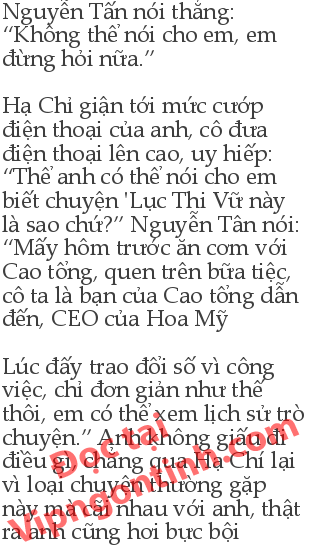 Nguyễn Tấn nói thẳng:
“Không thể nói cho em, em
đừng hỏi nữa.”
Hạ Chỉ giận tới mức cướp
điện thoại của anh, cô đưa
điện thoại lên cao, uy hiếp:
“Thế anh có thể nói cho em
biết chuyện 'Lục Thi Vữ này
là sao chứ?” Nguyễn Tân nói:
“Mấy hôm trước ăn cơm với
Cao tổng, quen trên bữa tiệc,
cô ta là bạn của Cao tổng dẫn
đến, CEO của Hoa Mỹ
Lúc đấy trao đổi số vì công
việc, chỉ đơn giản như thế
thôi, em có thể xem lịch sử trò
chuyện.” Anh không giấu đi
điều gì, chẳng qua Hạ Chí lại
vì loại chuyện thường gặp
này mà cãi nhau với anh, thật
ra anh cũng hơi bực bội
Đọc tại
Vipngontinh.com